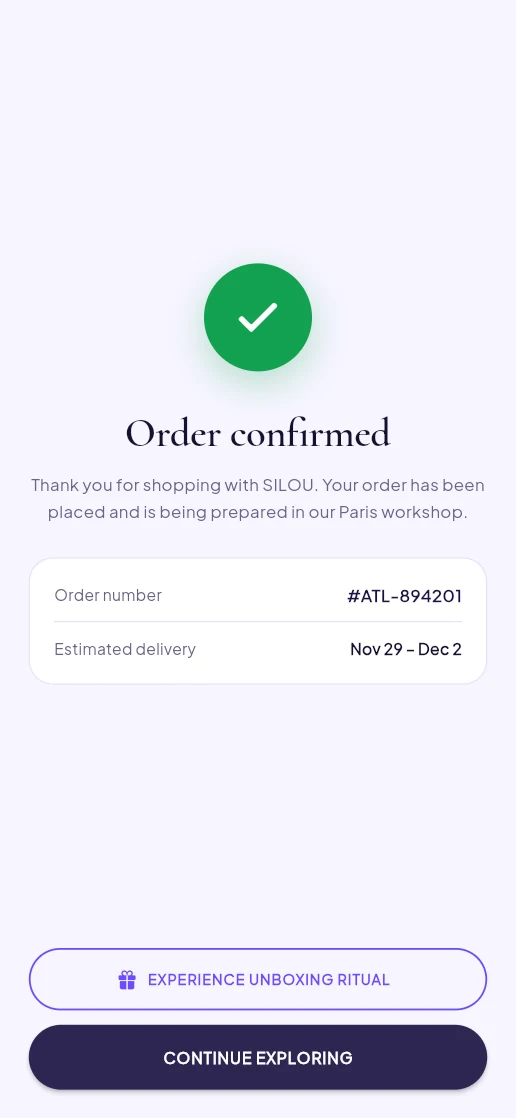 Order confirmed
Thank you for shopping with SILOU. Your order has been
placed and is being prepared in our Paris workshop.
Order number #ATL-894201
Estimated delivery Nov 29 – Dec 2
EXPERIENCE UNBOXING RITUAL
CONTINUE EXPLORING